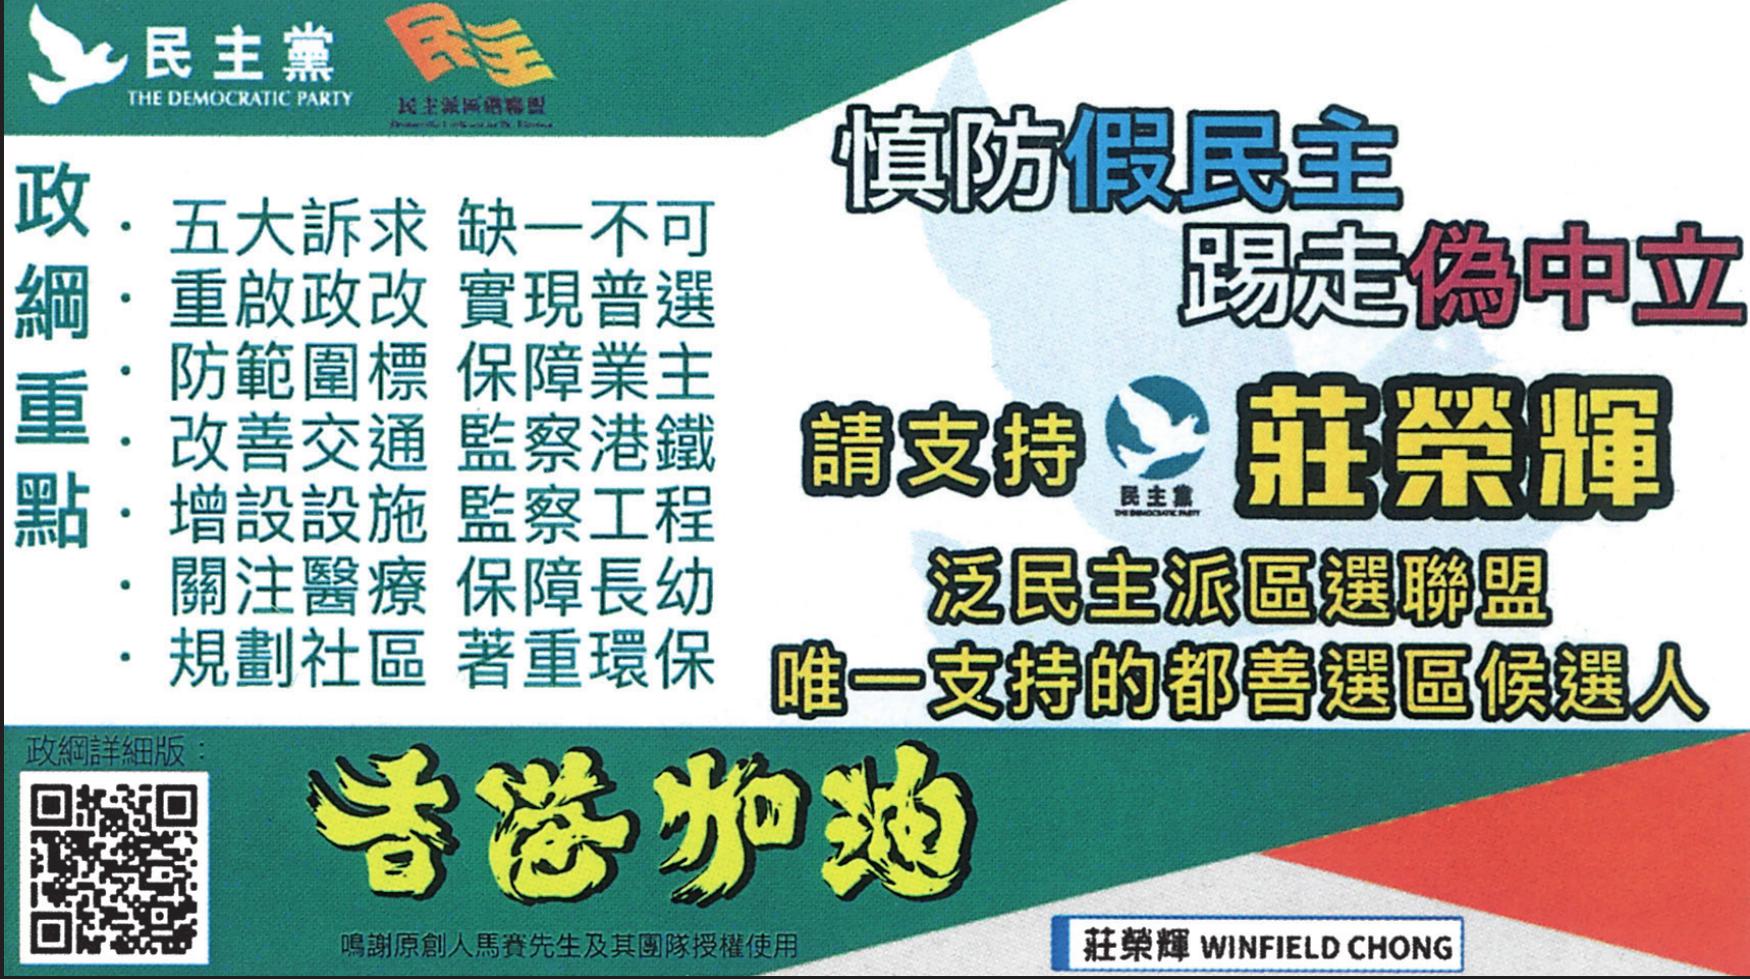 民主黨
THE DEMOCRATIC PARTY
民主
民主派區選聯盟
慎防假民主
踢走偽中立
政綱重點
· 五大訴求 缺一不可
· 重啟政改 實現普選
· 防範圍標 保障業主
· 改善交通 監察港鐵
· 增設設施 監察工程
· 關注醫療 保障長幼
· 規劃社區 著重環保
請支持
民主黨
THE DEMOCRATIC PARTY
莊榮輝
泛民主派區選聯盟
唯一支持的都善選區候選人
政綱詳細版：
香港加油
鳴謝原創人馬賽先生及其團隊授權使用
莊榮輝 WINFIELD CHONG